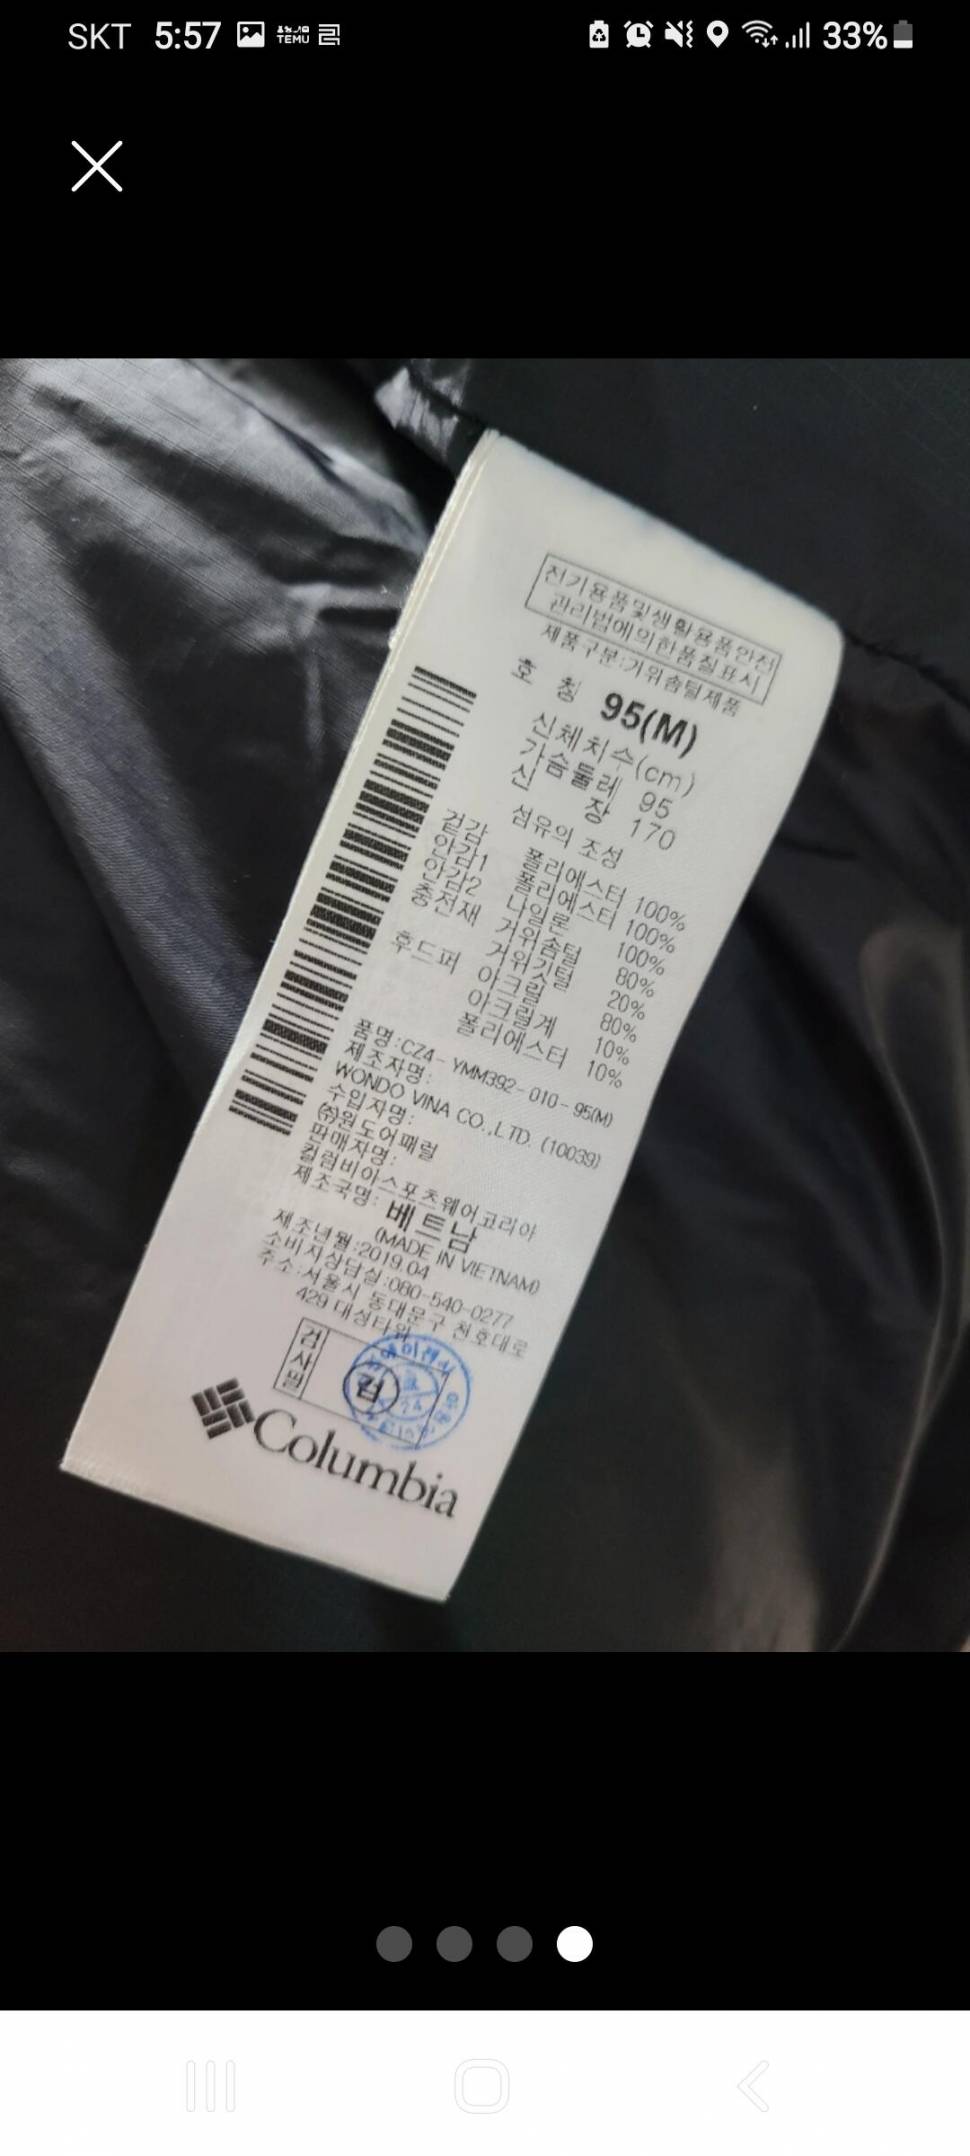 SKT 5:57 TEMU 33%
전기용품및생활용품안전
관리법에의한품질표시
제품구분:거위솜털제품
호 칭 95(M)
신체치수(cm)
가슴둘레 95
신 장 170
섬유의 조성
겉감 폴리에스터 100%
안감1 폴리에스터 100%
안감2 나일론 100%
충전재 거위솜털 80%
거위깃털 20%
후드퍼 아크릴 80%
아크릴계 10%
폴리에스터 10%
품명:CZ4-YMM392-010-95(M)
제조자명:
WONDO VINA CO.,LTD. (10039)
수입자명:
㈜원도어패럴
판매자명:
컬럼비아스포츠웨어코리아
제조국명: 베트남
(MADE IN VIETNAM)
제조년월:2019.04
소비자상담실:080-540-0277
주소:서울시 동대문구 천호대로
429 대성타워
검사필
검
Columbia